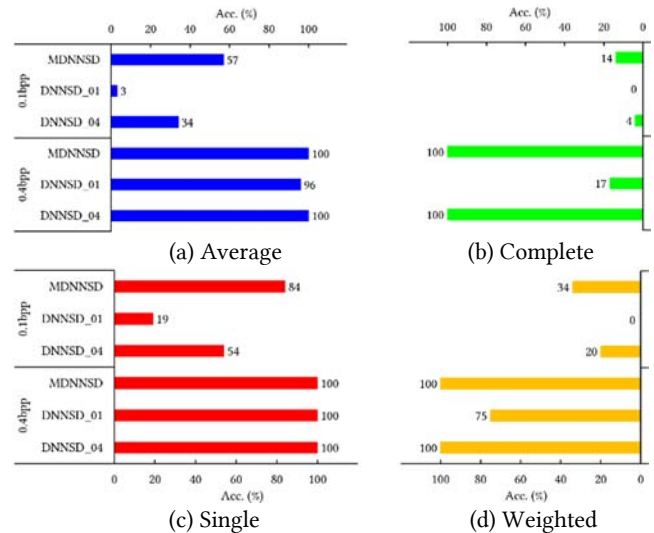 Acc. (%)
0 20 40 60 80 100
0.1bpp
MDNNSD 57
DNNSD_01 3
DNNSD_04 34
0.4bpp
MDNNSD 100
DNNSD_01 96
DNNSD_04 100
(a) Average
Acc. (%)
100 80 60 40 20 0
14
0
4
100
17
100
(b) Complete
0.1bpp
MDNNSD 84
DNNSD_01 19
DNNSD_04 54
0.4bpp
MDNNSD 100
DNNSD_01 100
DNNSD_04 100
0 20 40 60 80 100
Acc. (%)
(c) Single
34
0
20
100
75
100
100 80 60 40 20 0
Acc. (%)
(d) Weighted